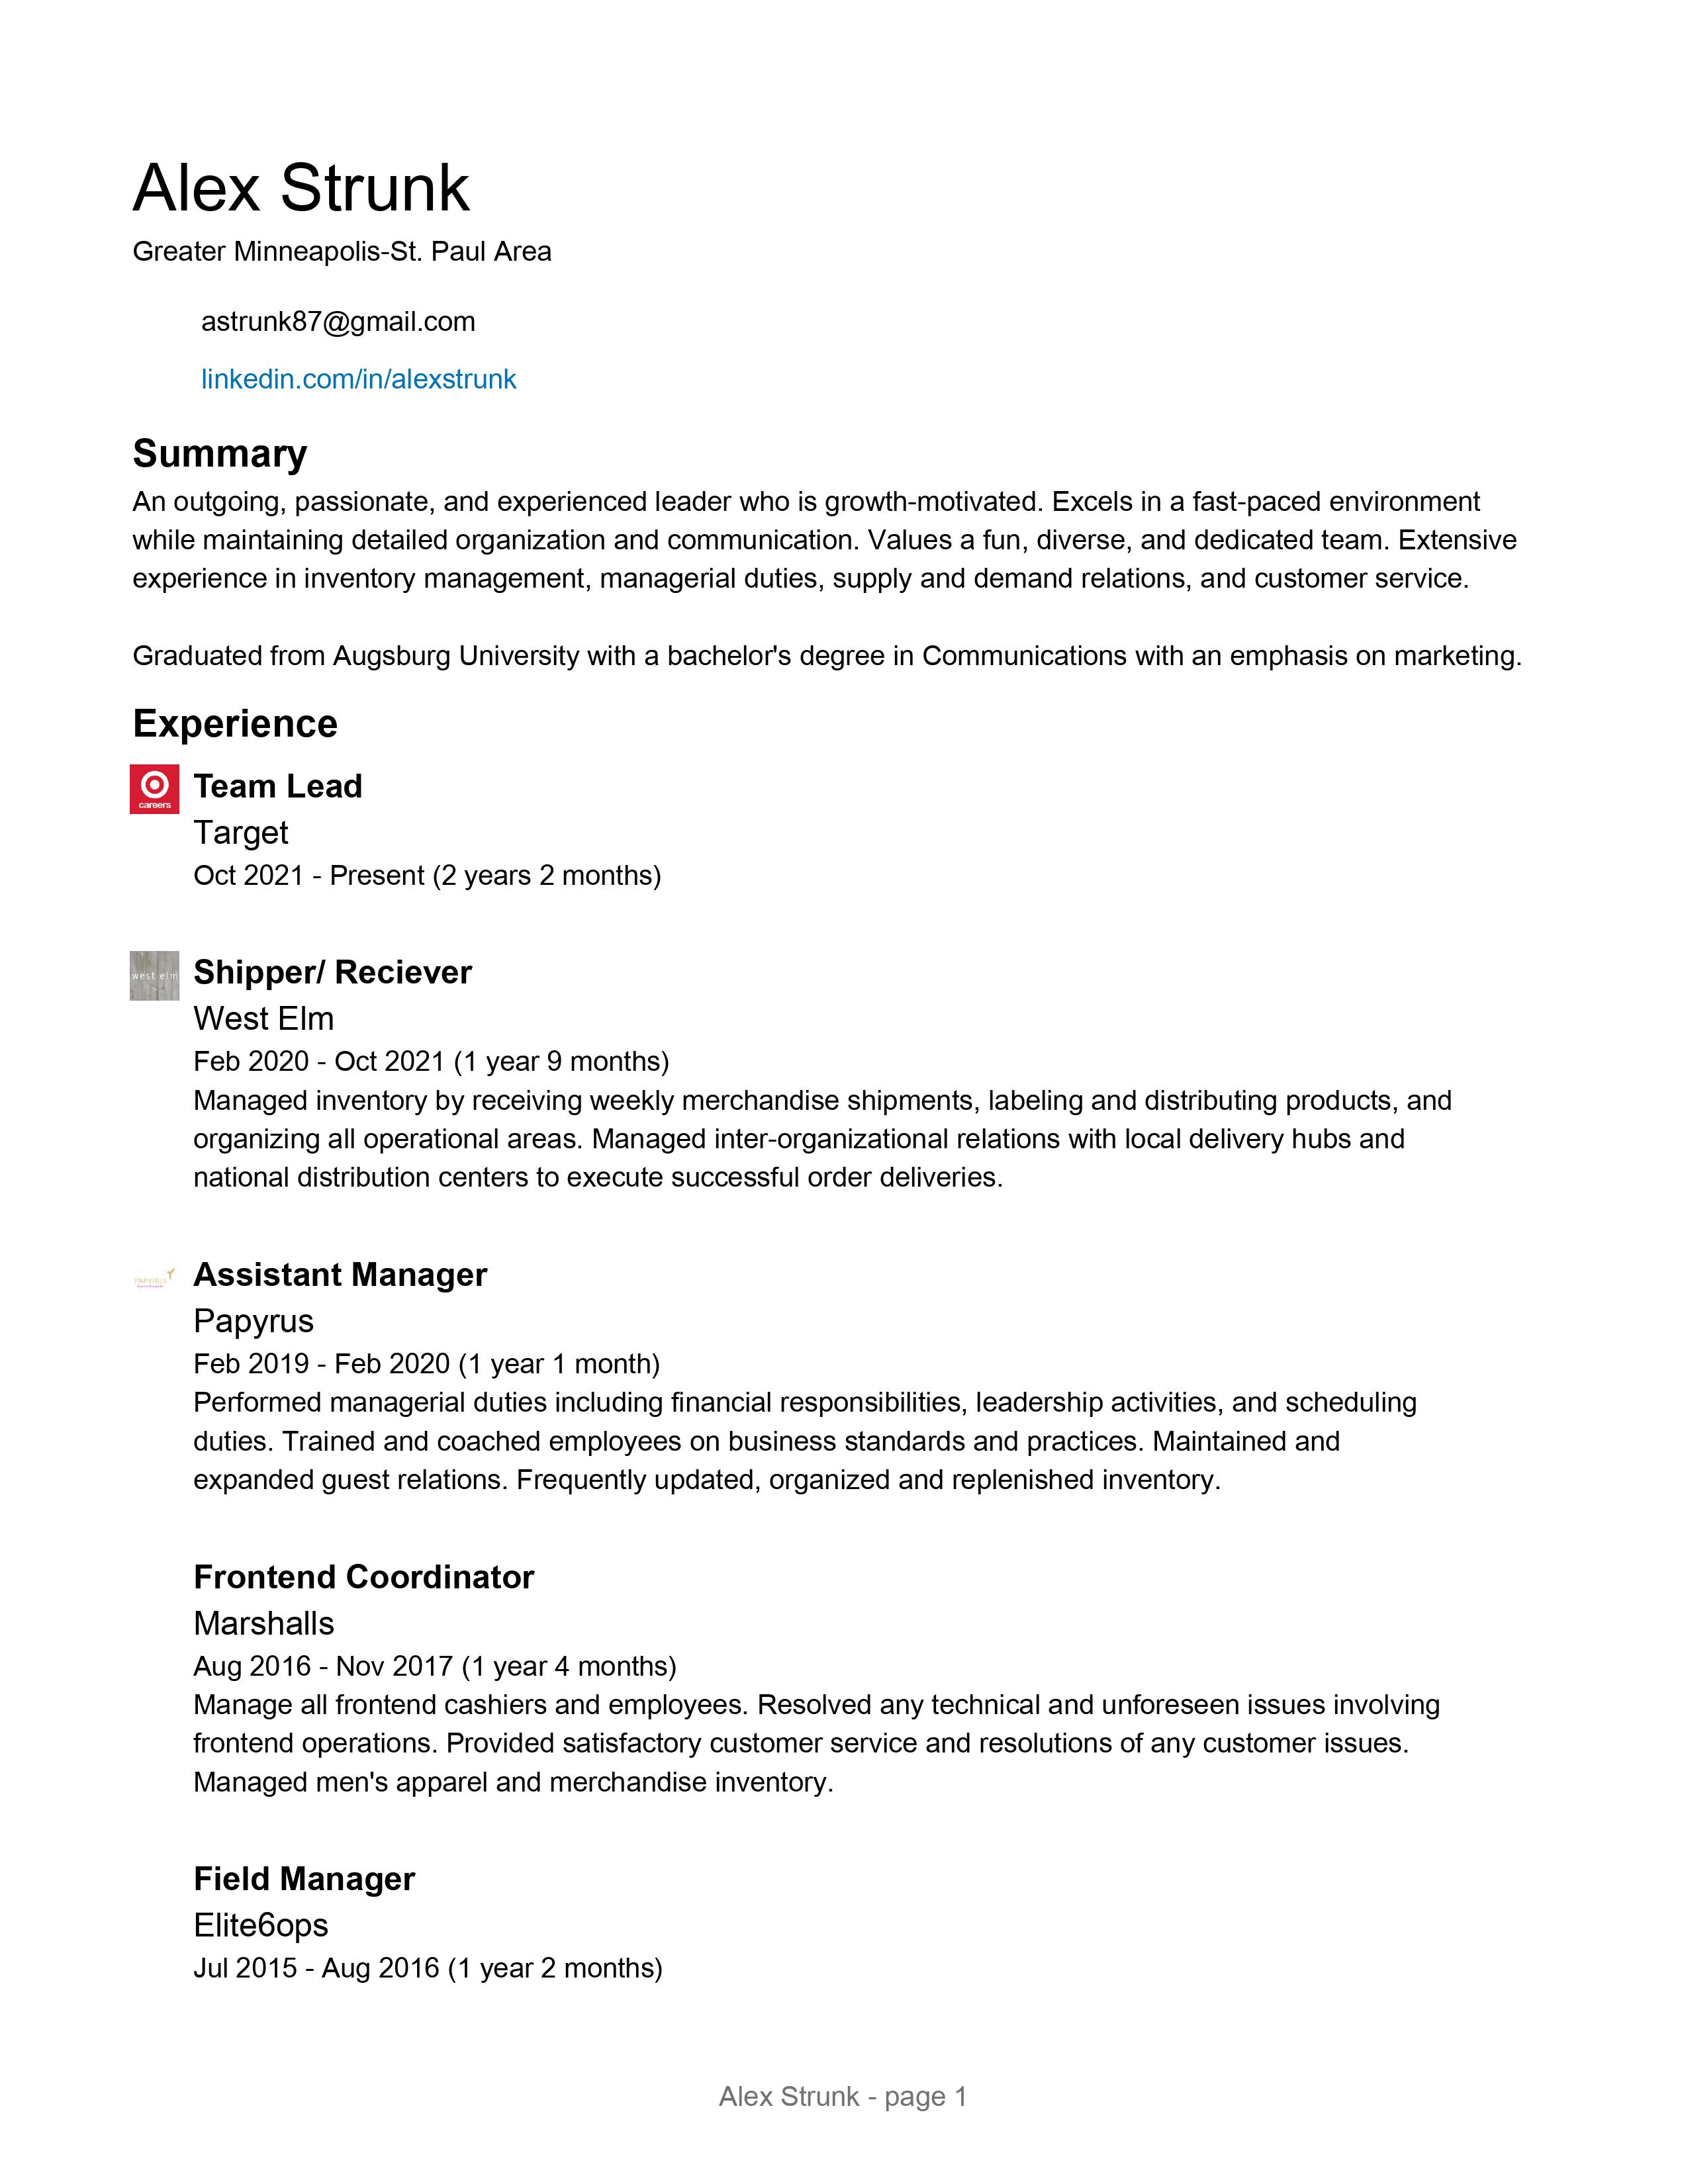 Alex Strunk
Greater Minneapolis-St. Paul Area
astrunk87@gmail.com
linkedin.com/in/alexstrunk
Summary
An outgoing, passionate, and experienced leader who is growth-motivated. Excels in a fast-paced environment
while maintaining detailed organization and communication. Values a fun, diverse, and dedicated team. Extensive
experience in inventory management, managerial duties, supply and demand relations, and customer service.
Graduated from Augsburg University with a bachelor's degree in Communications with an emphasis on marketing.
Experience
careers
Team Lead
Target
Oct 2021 - Present (2 years 2 months)
west elm
Shipper/ Reciever
West Elm
Feb 2020 - Oct 2021 (1 year 9 months)
Managed inventory by receiving weekly merchandise shipments, labeling and distributing products, and
organizing all operational areas. Managed inter-organizational relations with local delivery hubs and
national distribution centers to execute successful order deliveries.
PAPYRUS
Assistant Manager
Papyrus
Feb 2019 - Feb 2020 (1 year 1 month)
Performed managerial duties including financial responsibilities, leadership activities, and scheduling
duties. Trained and coached employees on business standards and practices. Maintained and
expanded guest relations. Frequently updated, organized and replenished inventory.
Frontend Coordinator
Marshalls
Aug 2016 - Nov 2017 (1 year 4 months)
Manage all frontend cashiers and employees. Resolved any technical and unforeseen issues involving
frontend operations. Provided satisfactory customer service and resolutions of any customer issues.
Managed men's apparel and merchandise inventory.
Field Manager
Elite6ops
Jul 2015 - Aug 2016 (1 year 2 months)
Alex Strunk - page 1